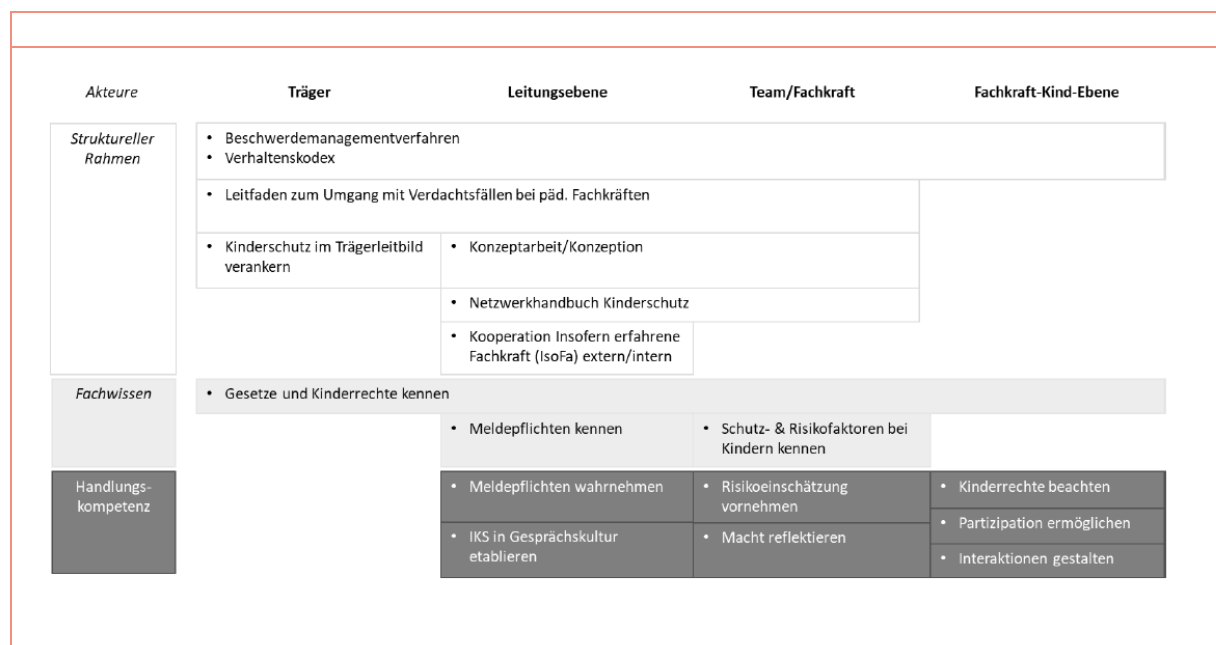 Akteure Träger Leitungsebene Team/Fachkraft Fachkraft-Kind-Ebene
Struktureller
Rahmen
• Beschwerdemanagementverfahren
• Verhaltenskodex
• Leitfaden zum Umgang mit Verdachtsfällen bei päd. Fachkräften
• Kinderschutz im Trägerleitbild
verankern
• Konzeptarbeit/Konzeption
• Netzwerkhandbuch Kinderschutz
• Kooperation Insofern erfahrene
Fachkraft (IsoFa) extern/intern
Fachwissen
• Gesetze und Kinderrechte kennen
• Meldepflichten kennen
• Schutz- & Risikofaktoren bei
Kindern kennen
Handlungs-
kompetenz
• Meldepflichten wahrnehmen
• IKS in Gesprächskultur
etablieren
• Risikoeinschätzung
vornehmen
• Macht reflektieren
• Kinderrechte beachten
• Partizipation ermöglichen
• Interaktionen gestalten